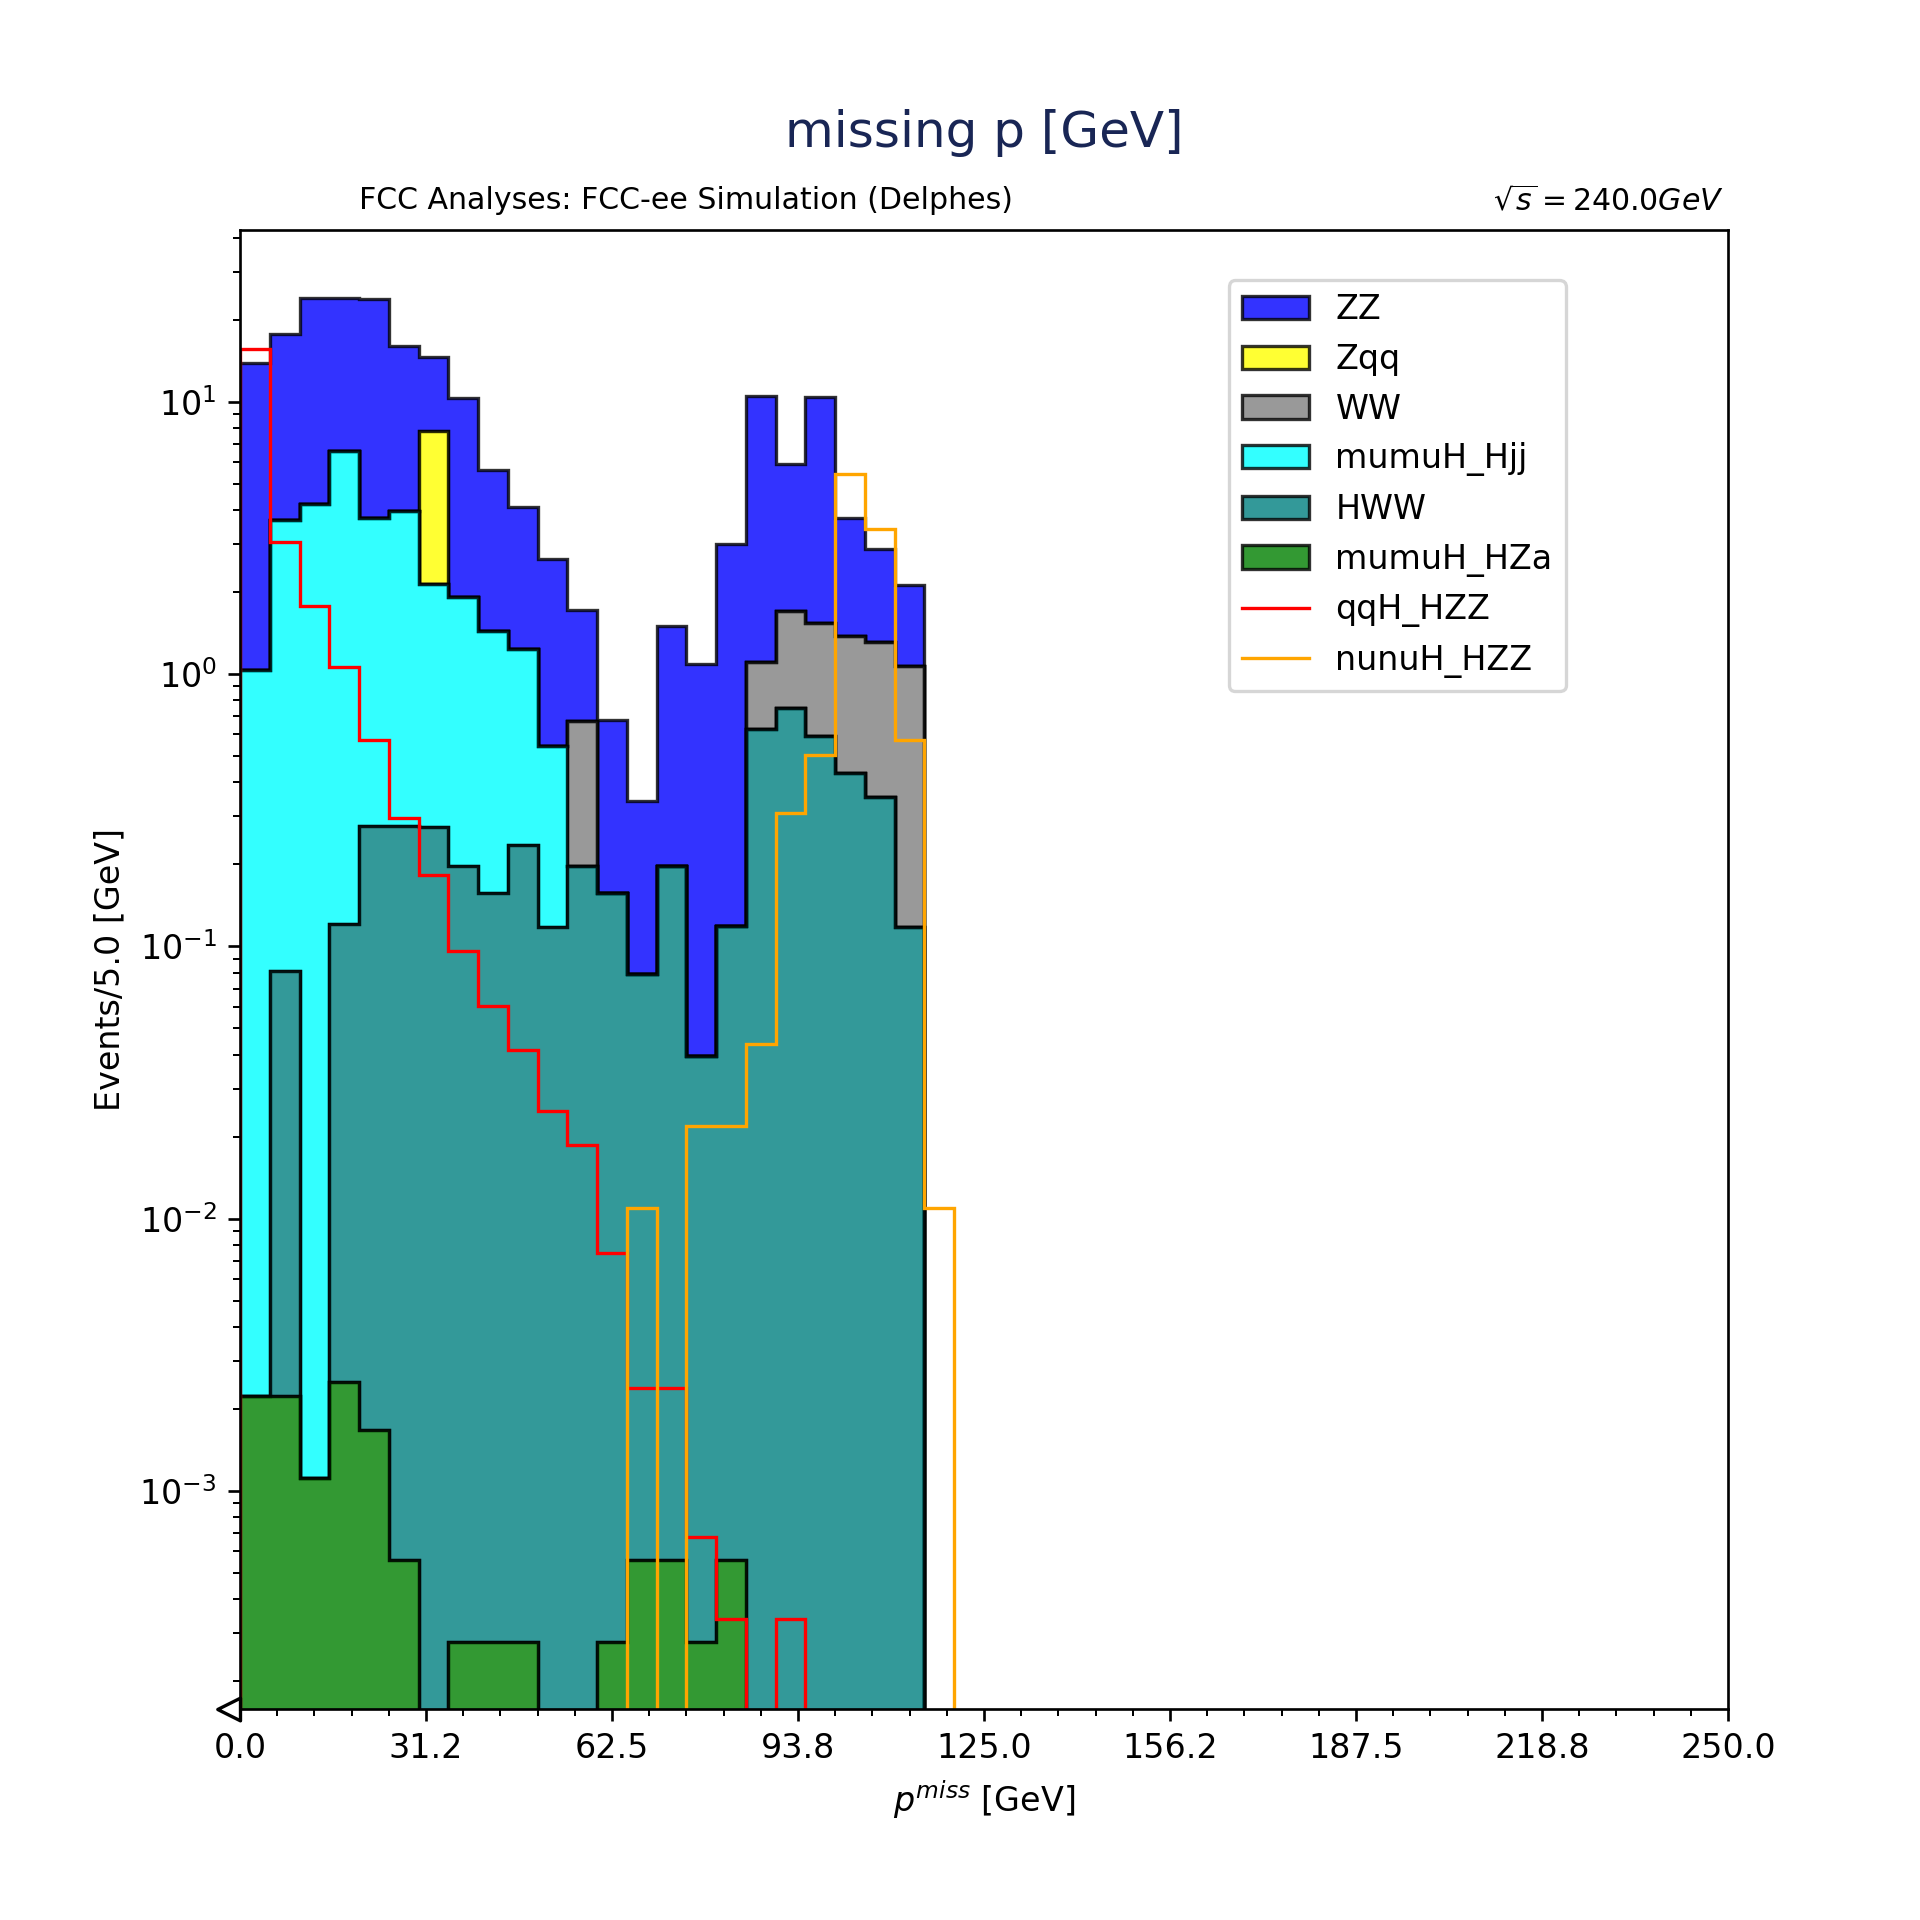 missing p [GeV]
FCC Analyses: FCC-ee Simulation (Delphes)
√s = 240.0GeV
ZZ
Zqq
WW
mumuH_Hjj
HWW
mumuH_HZa
qqH_HZZ
nunuH_HZZ
Events/5.0 [GeV]
10¹
10⁰
10⁻¹
10⁻²
10⁻³
0.0 31.2 62.5 93.8 125.0 156.2 187.5 218.8 250.0
pᵐⁱˢˢ [GeV]